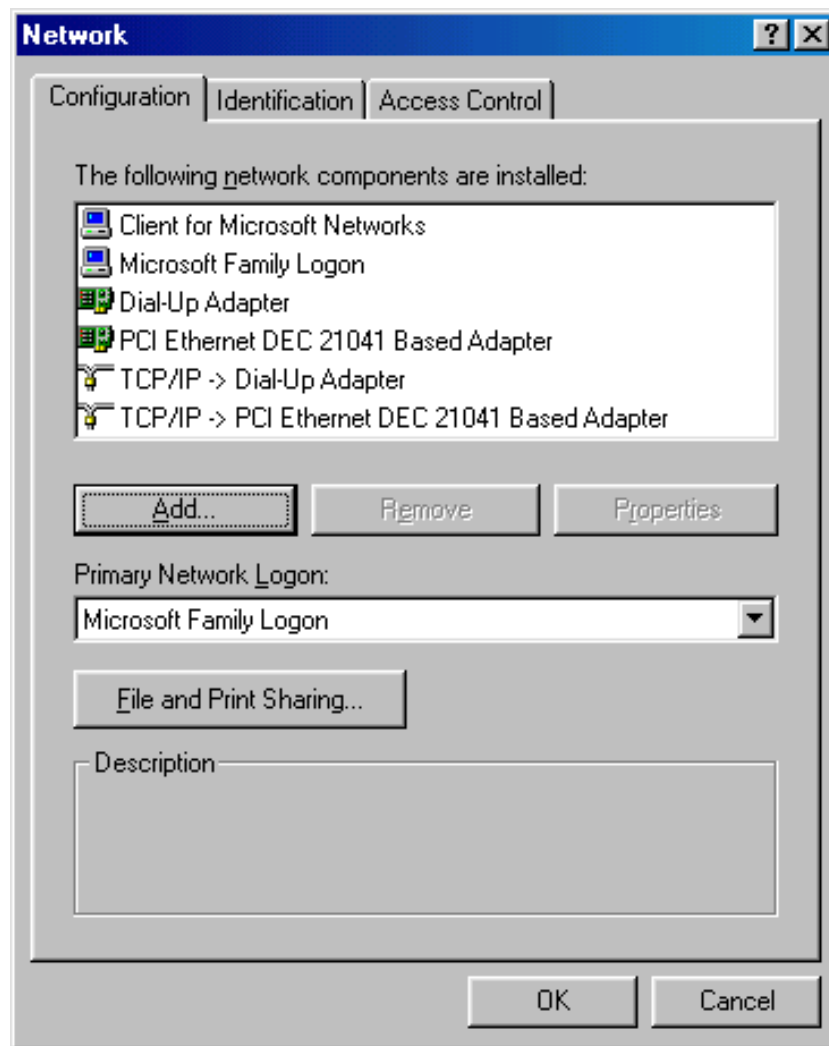 Network
Configuration Identification Access Control
The following network components are installed:
Client for Microsoft Networks
Microsoft Family Logon
Dial-Up Adapter
PCI Ethernet DEC 21041 Based Adapter
TCP/IP -> Dial-Up Adapter
TCP/IP -> PCI Ethernet DEC 21041 Based Adapter
Add... Remove Properties
Primary Network Logon:
Microsoft Family Logon
File and Print Sharing...
Description
OK Cancel